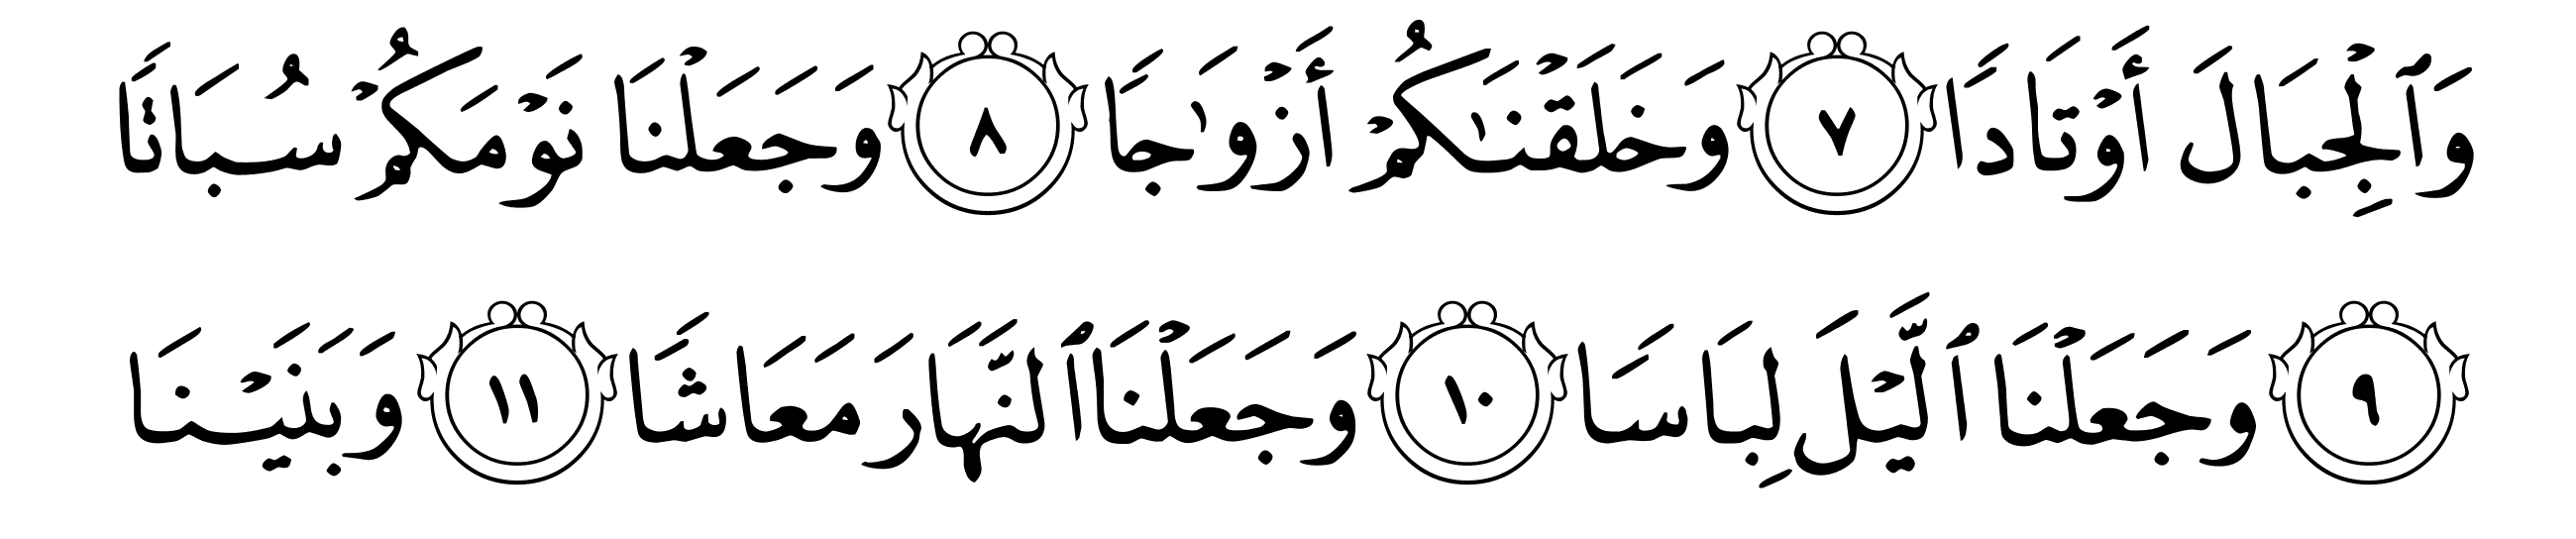 وَٱلْجِبَالَ أَوْتَادًا ٧ وَخَلَقْنَـٰكُمْ أَزْوَٰجًا ٨ وَجَعَلْنَا نَوْمَكُمْ سُبَاتًا
٩ وَجَعَلْنَا ٱلَّيْلَ لِبَاسًا ١٠ وَجَعَلْنَا ٱلنَّهَارَ مَعَاشًا ١١ وَبَنَيْنَا